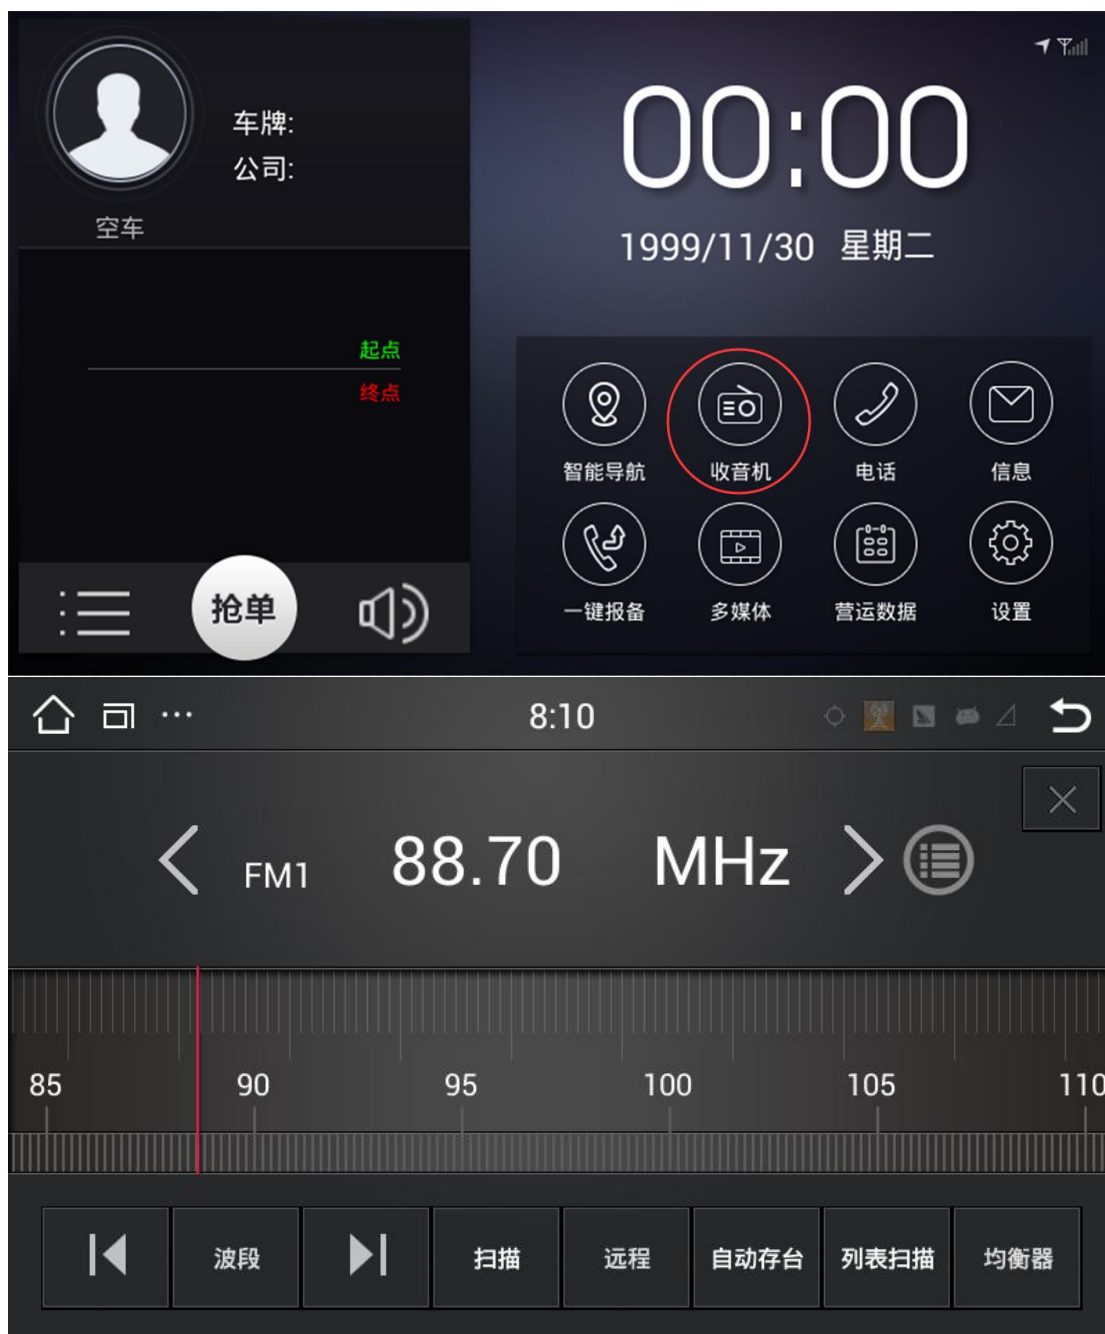 车牌:
公司:
空车
起点
终点
抢单
00:00
1999/11/30 星期二
智能导航 收音机 电话 信息
一键报备 多媒体 营运数据 设置
8:10
FM1 88.70 MHz
85 90 95 100 105 110
波段 扫描 远程 自动存台 列表扫描 均衡器